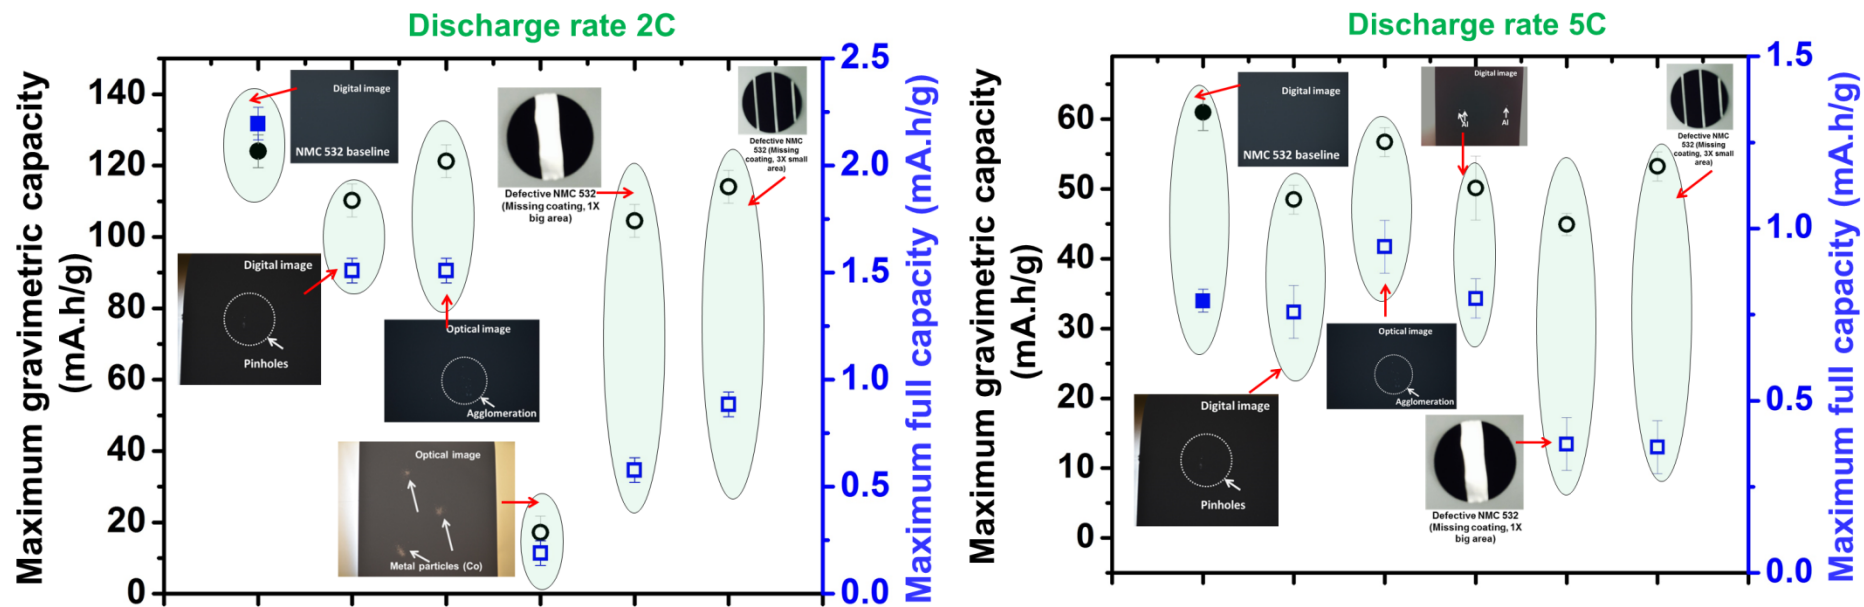 Discharge rate 2C
Maximum gravimetric capacity
(mA.h/g)
140
120
100
80
60
40
20
0
Digital image
NMC 532 baseline
Digital image
Pinholes
Optical image
Agglomeration
Optical image
Metal particles (Co)
Defective NMC 532
(Missing coating, 1X
big area)
Defective NMC
532 (Missing
coating, 3X small
area)
2.5
2.0
1.5
1.0
0.5
0.0
Maximum full capacity (mA.h/g)
Discharge rate 5C
Maximum gravimetric capacity
(mA.h/g)
60
50
40
30
20
10
0
Digital image
NMC 532 baseline
Digital image
Pinholes
Optical image
Agglomeration
Digital image
Al
Al
Defective NMC 532
(Missing coating, 1X
big area)
Defective NMC
532 (Missing
coating, 3X small
area)
1.5
1.0
0.5
0.0
Maximum full capacity (mA.h/g)